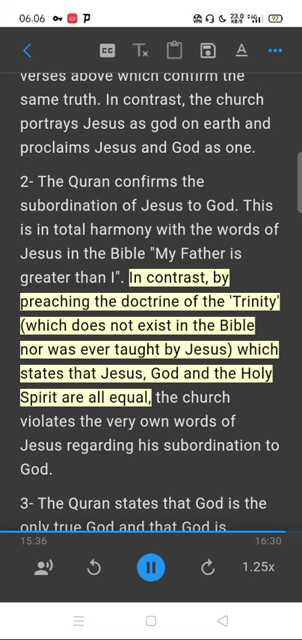 06.06
23.0
KB/S
92
CC
verses above which confirm the
same truth. In contrast, the church
portrays Jesus as god on earth and
proclaims Jesus and God as one.
2- The Quran confirms the
subordination of Jesus to God. This
is in total harmony with the words of
Jesus in the Bible "My Father is
greater than I". In contrast, by
preaching the doctrine of the 'Trinity'
(which does not exist in the Bible
nor was ever taught by Jesus) which
states that Jesus, God and the Holy
Spirit are all equal, the church
violates the very own words of
Jesus regarding his subordination to
God.
3- The Quran states that God is the
only true God and that God is
15:36
16:30
1.25x